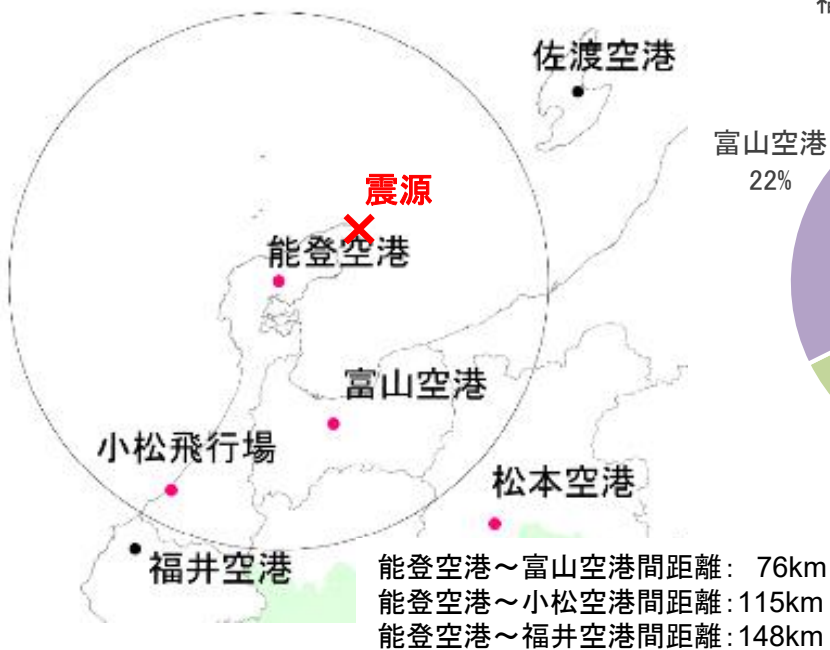 佐渡空港
富山空港
22%
震源
能登空港
富山空港
小松飛行場
松本空港
福井空港
能登空港～富山空港間距離： 76km
能登空港～小松空港間距離：115km
能登空港～福井空港間距離：148km